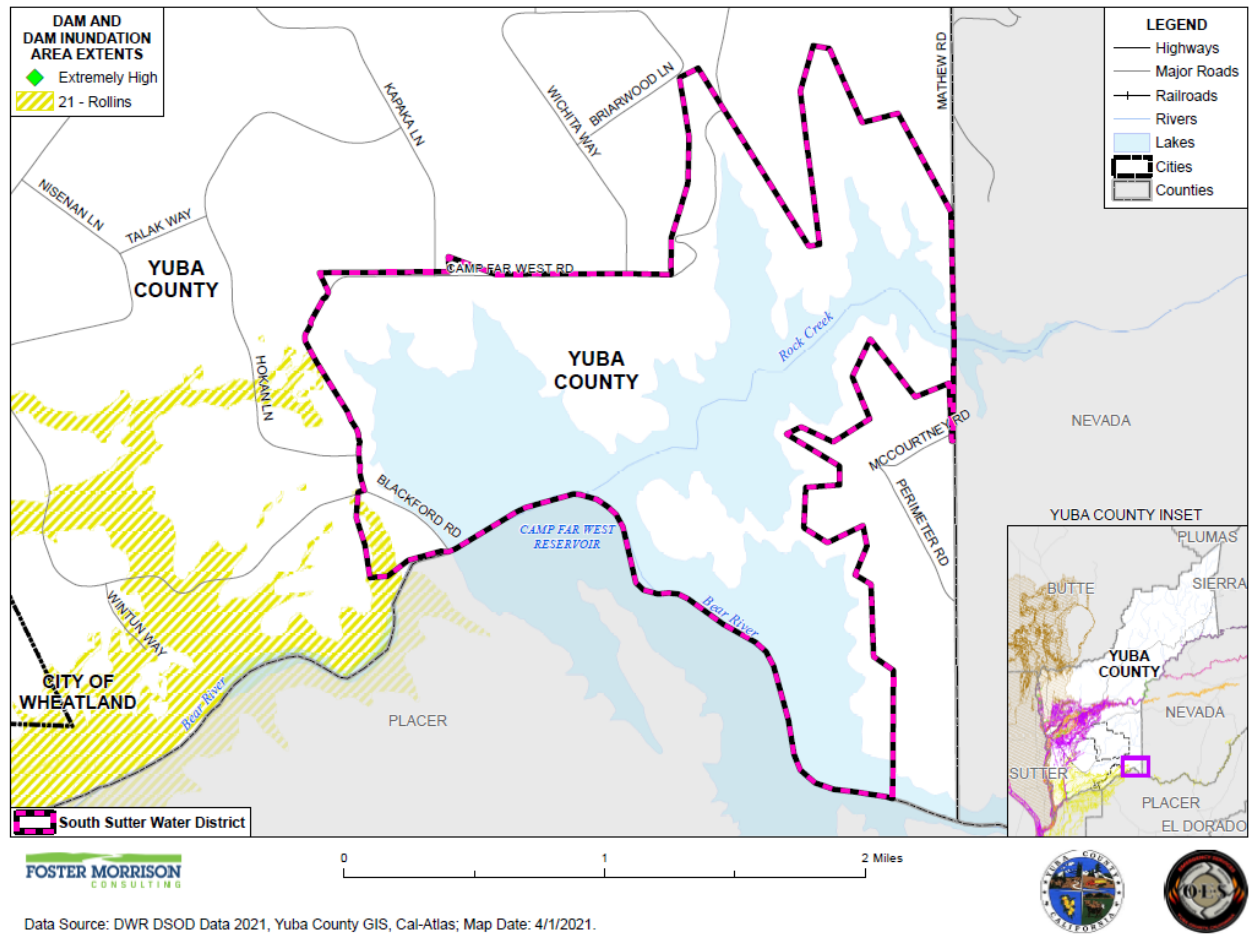 DAM AND
DAM INUNDATION
AREA EXTENTS
Extremely High
21 - Rollins
LEGEND
Highways
Major Roads
Railroads
Rivers
Lakes
Cities
Counties
MATHEW RD
BRIARWOOD LN
WICHITA WAY
KAPAKA LN
NISENAN LN
TALAK WAY
YUBA
COUNTY
CAMP FAR WEST RD
Rock Creek
YUBA
COUNTY
HOKAN LN
NEVADA
MCCOURTNEY RD
BLACKFORD RD
PERIMETER RD
CAMP FAR WEST
RESERVOIR
Bear River
WINTUN WAY
CITY OF
WHEATLAND
Bear River
PLACER
YUBA COUNTY INSET
PLUMAS
BUTTE
SIERRA
YUBA
COUNTY
NEVADA
SUTTER
PLACER
EL DORADO
South Sutter Water District
FOSTER MORRISON
CONSULTING
0 1 2 Miles
YUBA COUNTY
CALIFORNIA
OES
Data Source: DWR DSOD Data 2021, Yuba County GIS, Cal-Atlas; Map Date: 4/1/2021.